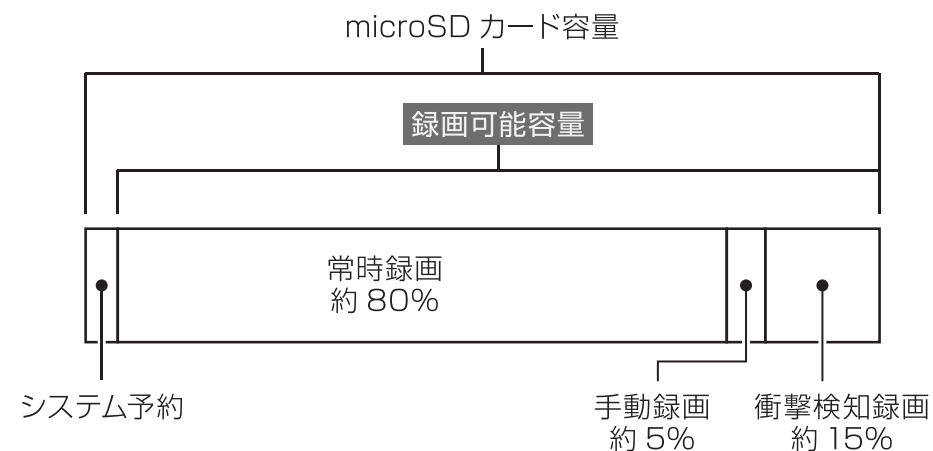 microSD カード容量
録画可能容量
常時録画
約 80%
システム予約
手動録画
約 5%
衝撃検知録画
約 15%